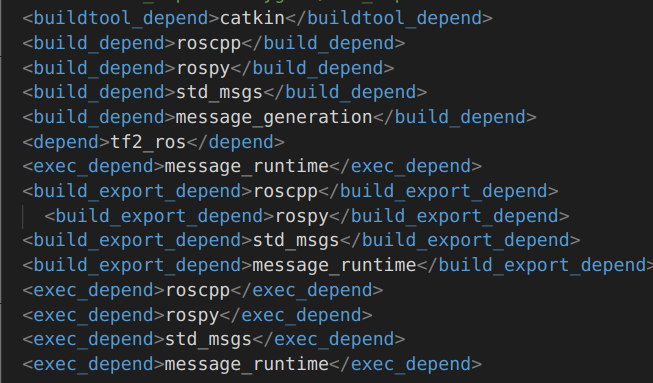 <buildtool_depend>catkin</buildtool_depend>
<build_depend>roscpp</build_depend>
<build_depend>rospy</build_depend>
<build_depend>std_msgs</build_depend>
<build_depend>message_generation</build_depend>
<depend>tf2_ros</depend>
<exec_depend>message_runtime</exec_depend>
<build_export_depend>roscpp</build_export_depend>
<build_export_depend>rospy</build_export_depend>
<build_export_depend>std_msgs</build_export_depend>
<build_export_depend>message_runtime</build_export_depend>
<exec_depend>roscpp</exec_depend>
<exec_depend>rospy</exec_depend>
<exec_depend>std_msgs</exec_depend>
<exec_depend>message_runtime</exec_depend>